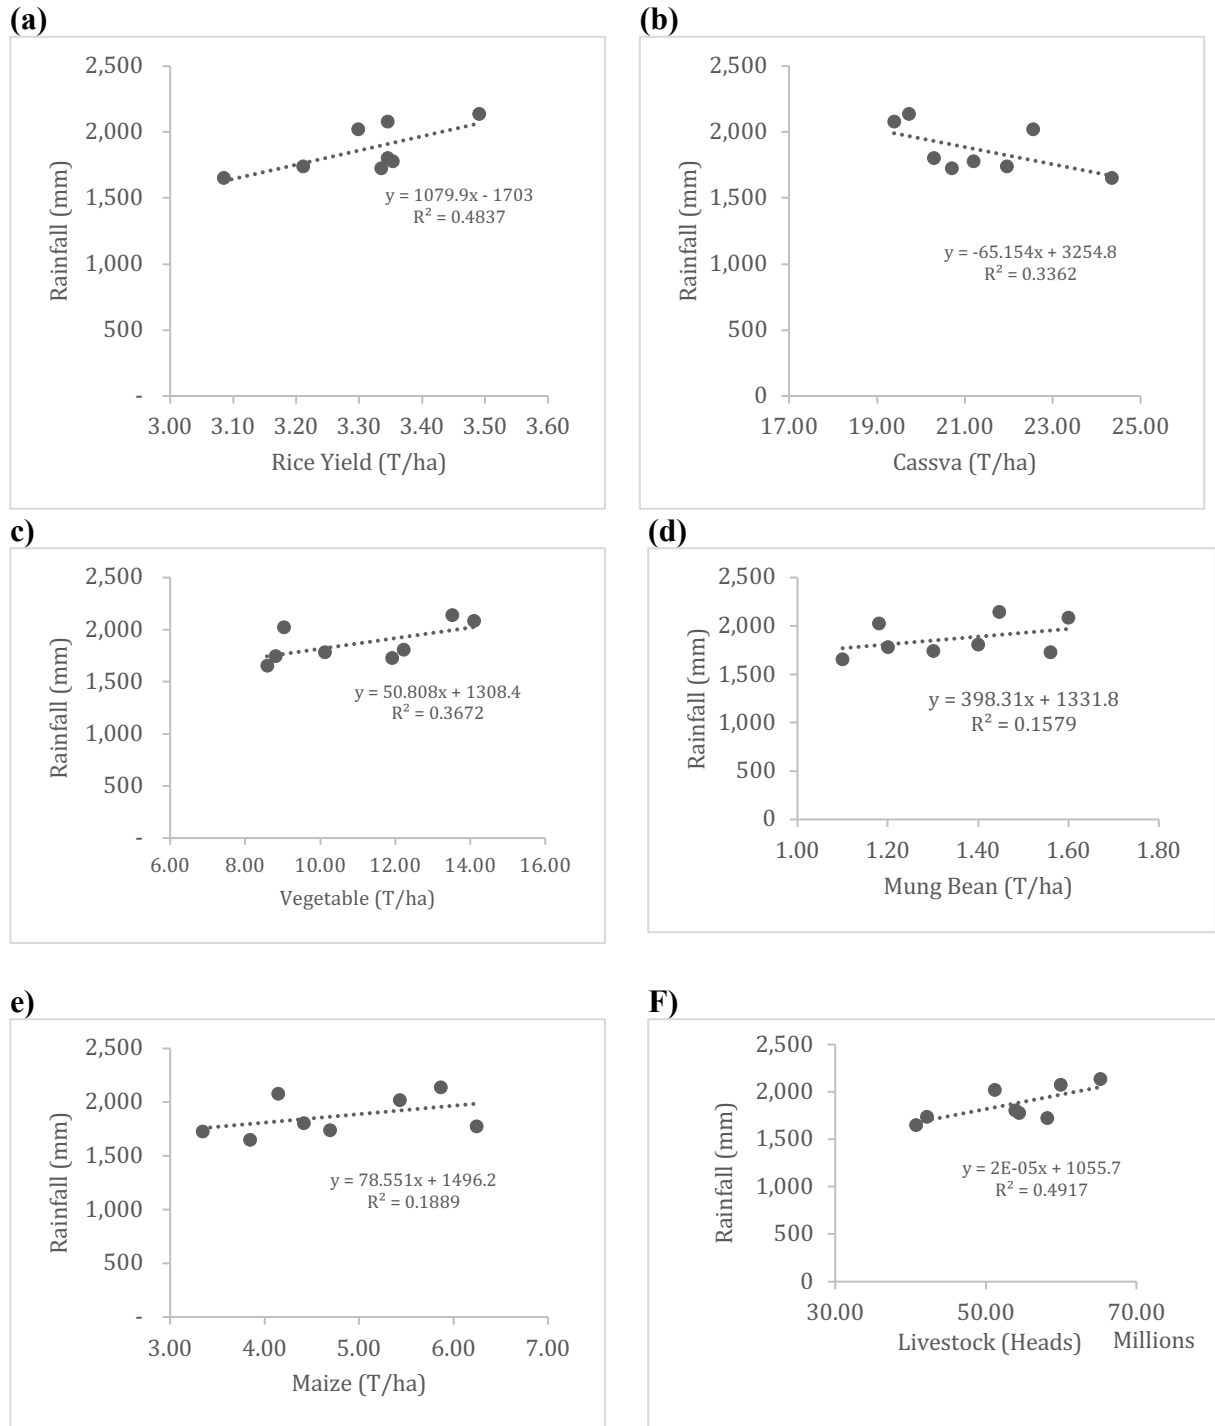 (a)
2,500
2,000
1,500
1,000
500
-
3.00 3.10 3.20 3.30 3.40 3.50 3.60
Rainfall (mm)
Rice Yield (T/ha)
y = 1079.9x - 1703
R² = 0.4837
(b)
2,500
2,000
1,500
1,000
500
0
17.00 19.00 21.00 23.00 25.00
Rainfall (mm)
Cassva (T/ha)
y = -65.154x + 3254.8
R² = 0.3362
c)
2,500
2,000
1,500
1,000
500
-
6.00 8.00 10.00 12.00 14.00 16.00
Rainfall (mm)
Vegetable (T/ha)
y = 50.808x + 1308.4
R² = 0.3672
(d)
2,500
2,000
1,500
1,000
500
0
1.00 1.20 1.40 1.60 1.80
Rainfall (mm)
Mung Bean (T/ha)
y = 398.31x + 1331.8
R² = 0.1579
e)
2,500
2,000
1,500
1,000
500
-
3.00 4.00 5.00 6.00 7.00
Rainfall (mm)
Maize (T/ha)
y = 78.551x + 1496.2
R² = 0.1889
F)
2,500
2,000
1,500
1,000
500
0
30.00 50.00 70.00
Rainfall (mm)
Livestock (Heads) Millions
y = 2E-05x + 1055.7
R² = 0.4917